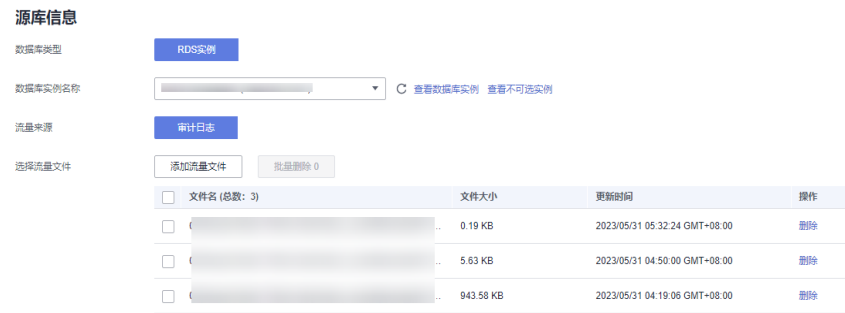 源库信息
数据库类型 RDS实例
数据库实例名称 查看数据库实例 查看不可选实例
流量来源 审计日志
选择流量文件 添加流量文件 批量删除 0
文件名 (总数：3) 文件大小 更新时间 操作
0.19 KB 2023/05/31 05:32:24 GMT+08:00 删除
5.63 KB 2023/05/31 04:50:00 GMT+08:00 删除
943.58 KB 2023/05/31 04:19:06 GMT+08:00 删除